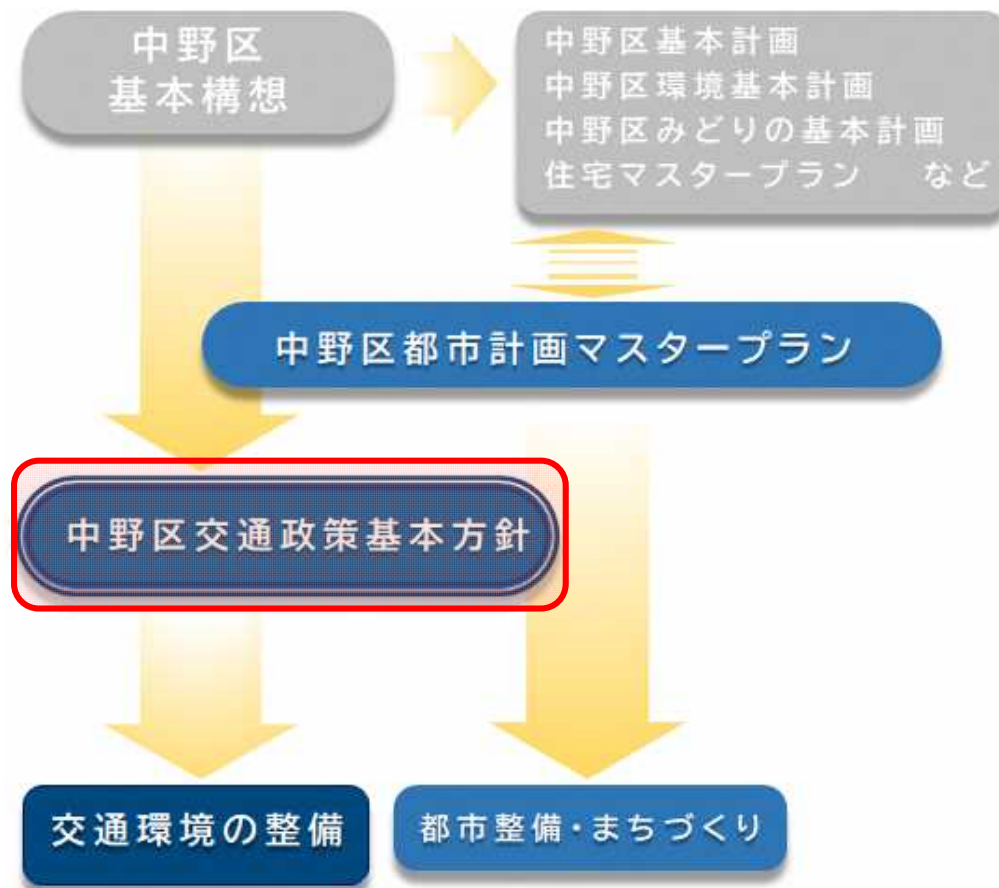 中野区
基本構想
中野区基本計画
中野区環境基本計画
中野区みどりの基本計画
住宅マスタープラン　など
中野区都市計画マスタープラン
中野区交通政策基本方針
交通環境の整備
都市整備・まちづくり